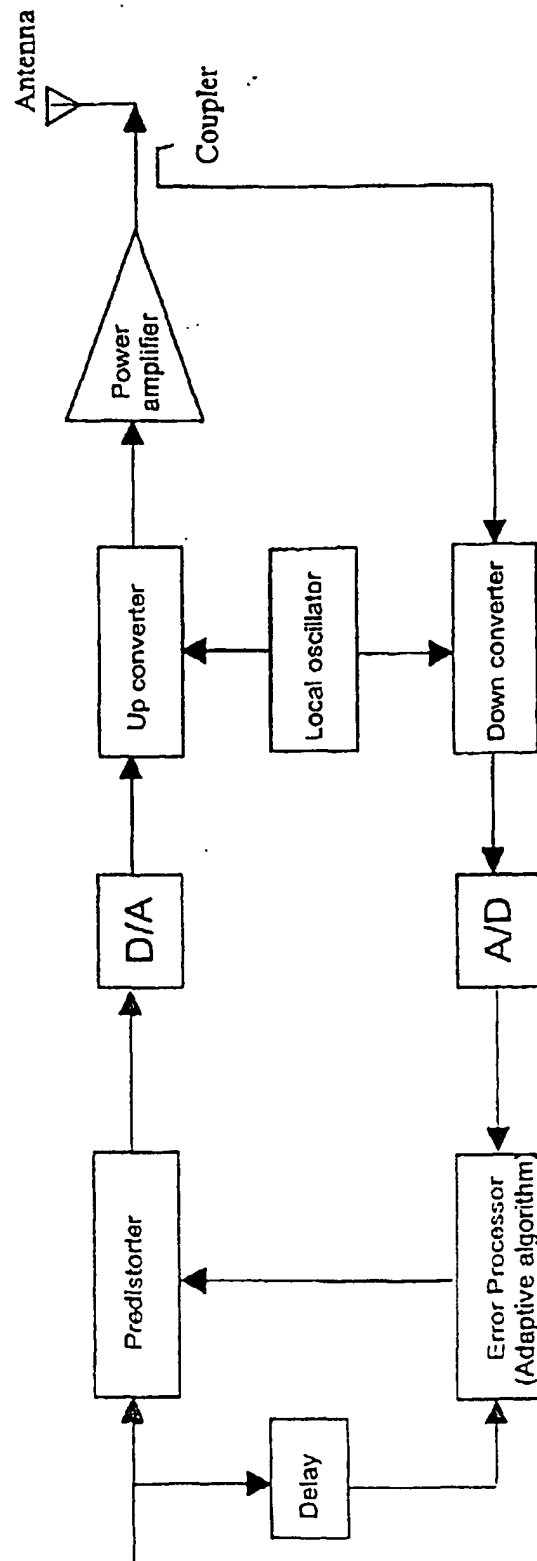 Antenna
Coupler
Power
amplifier
Up converter
Local oscillator
Down converter
D/A
A/D
Predistorter
Error Processor
(Adaptive algorithm)
Delay